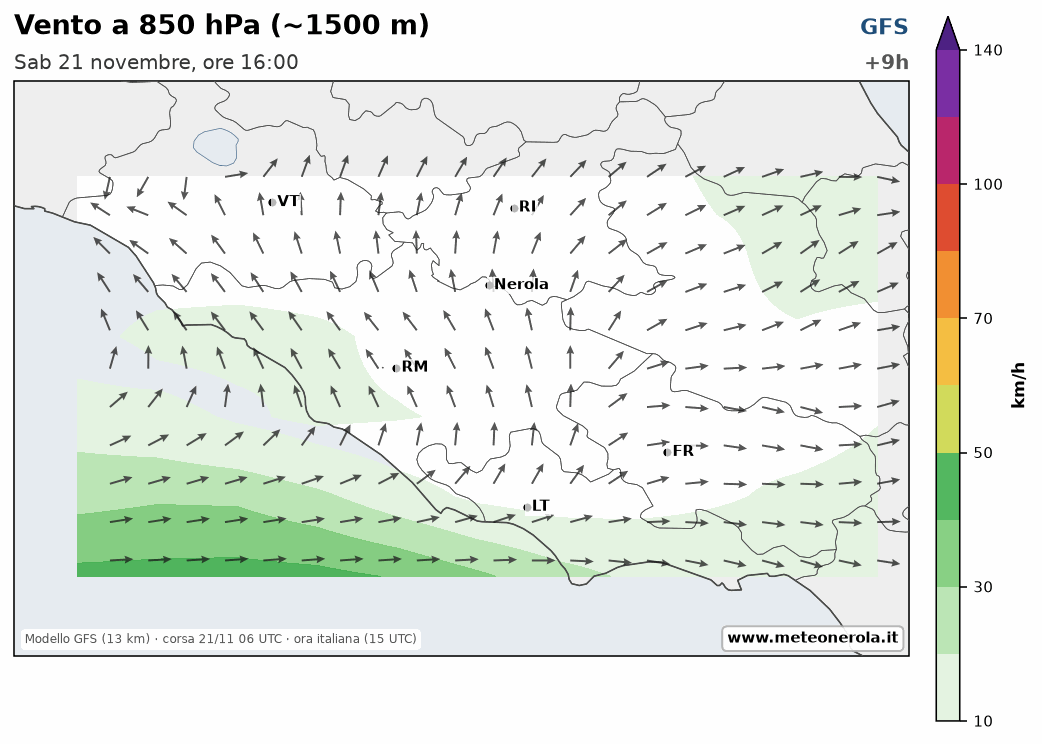 Vento a 850 hPa (~1500 m)
GFS
Sab 21 novembre, ore 16:00
+9h
VT
RI
Nerola
RM
FR
LT
Modello GFS (13 km) · corsa 21/11 06 UTC · ora italiana (15 UTC)
www.meteonerola.it
140
100
70
50
30
10
km/h